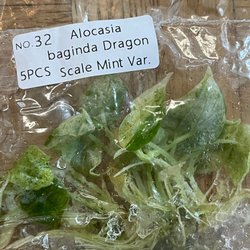 NO.32 Alocasia
baginda Dragon
5PCS Scale Mint Var.